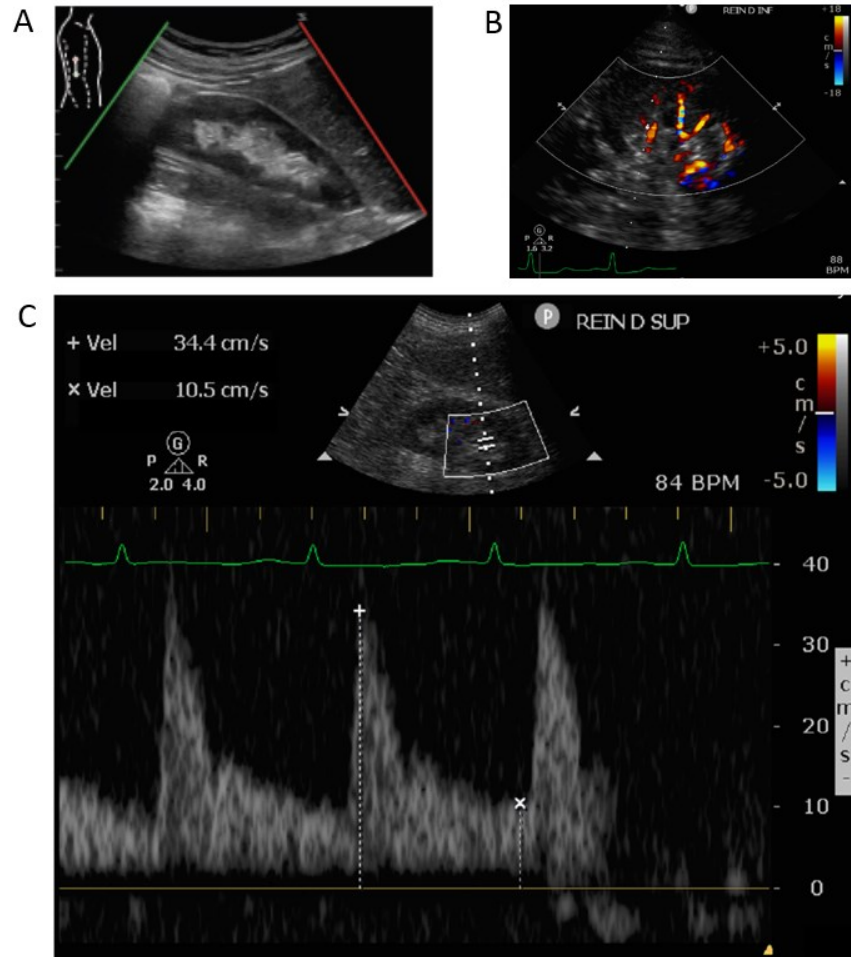 A
B
P REIN D INF
+18
c
m
/
s
-18
G
P R
1.6 3.2
88
BPM
C
+ Vel 34.4 cm/s
× Vel 10.5 cm/s
P REIN D SUP
+5.0
c
m
/
s
-5.0
G
P R
2.0 4.0
84 BPM
40
30
20
10
0
+
c
m
/
s
-